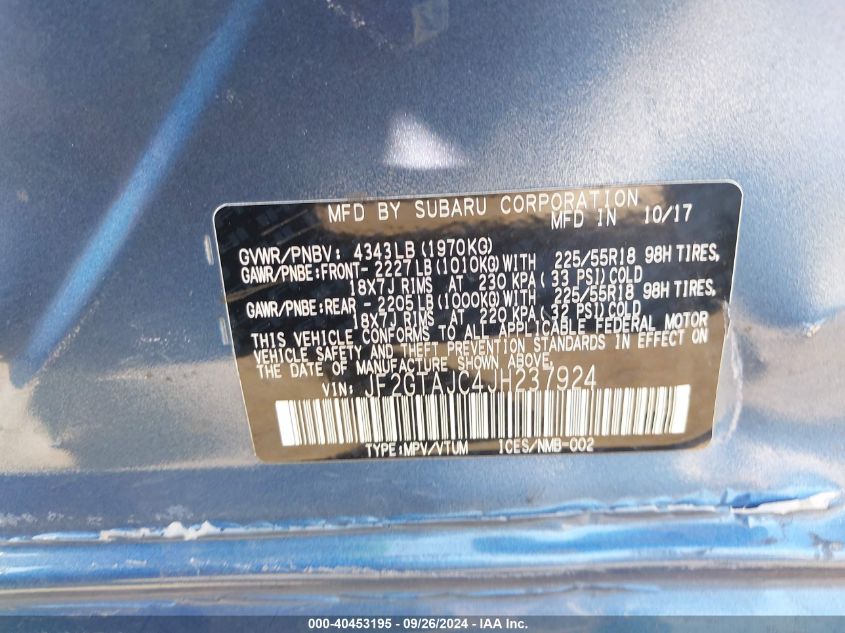 MFD BY SUBARU CORPORATION
MFD IN 10/17
GVWR/PNBV: 4343LB (1970KG)
GAWR/PNBE:FRONT- 2227LB(1010KG)WITH 225/55R18 98H TIRES,
18X7J RIMS AT 230 KPA( 33 PSI)COLD
GAWR/PNBE:REAR - 2205LB(1000KG)WITH 225/55R18 98H TIRES,
18X7J RIMS AT 220 KPA( 32 PSI)COLD
THIS VEHICLE CONFORMS TO ALL APPLICABLE FEDERAL MOTOR
VEHICLE SAFETY AND THEFT PREVENTION STANDARDS IN EFFECT ON
THE DATE OF MANUFACTURE SHOWN ABOVE.
VIN: JF2GTAJC4JH237924
TYPE:MPV/VTUM ICES/NMB-002
000-40453195 - 09/26/2024 - IAA Inc.